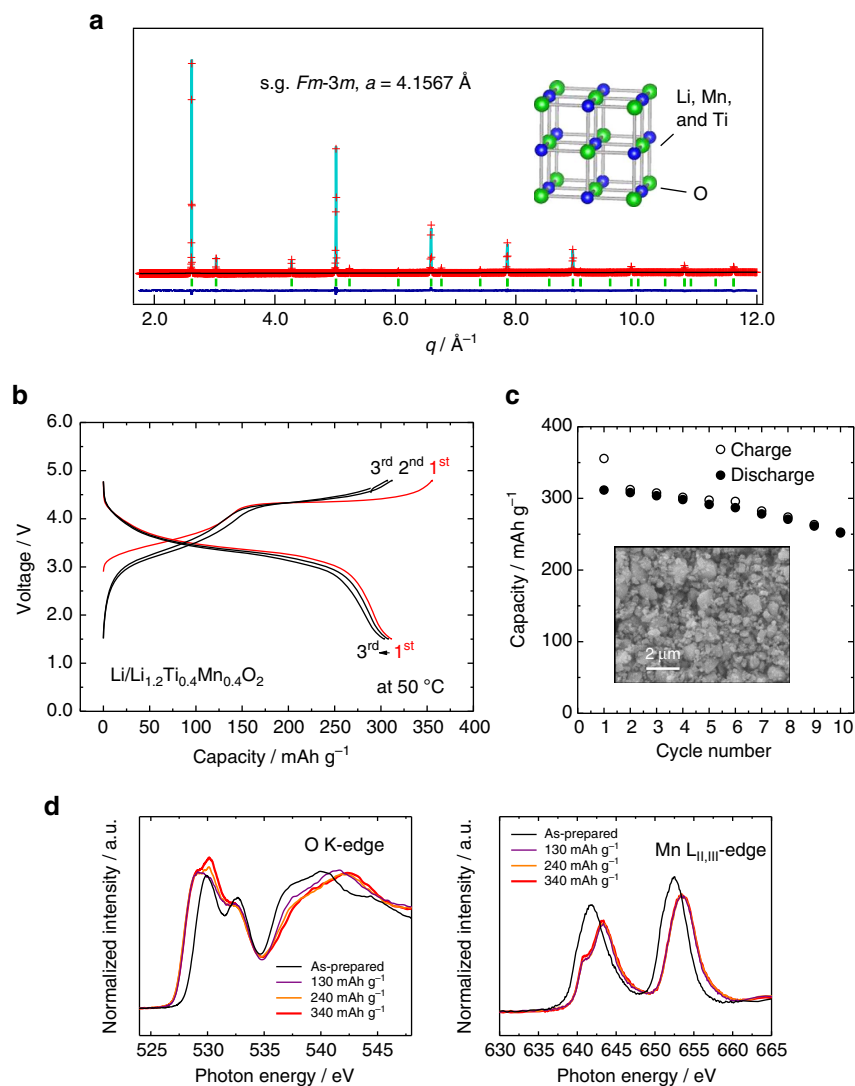 a
s.g. Fm-3m, a = 4.1567 Å
Li, Mn,
and Ti
O
2.0 4.0 6.0 8.0 10.0 12.0
q / Å⁻¹
b
6.0
5.0
4.0
3.0
2.0
1.0
0.0
Voltage / V
3ʳᵈ 2ⁿᵈ 1ˢᵗ
3ʳᵈ 1ˢᵗ
Li/Li₁.₂Ti₀.₄Mn₀.₄O₂
at 50 °C
0 50 100 150 200 250 300 350 400
Capacity / mAh g⁻¹
c
400
300
200
100
0
Capacity / mAh g⁻¹
Charge
Discharge
2 μm
0 1 2 3 4 5 6 7 8 9 10
Cycle number
d
Normalized intensity / a.u.
O K-edge
As-prepared
130 mAh g⁻¹
240 mAh g⁻¹
340 mAh g⁻¹
525 530 535 540 545
Photon energy / eV
Normalized intensity / a.u.
As-prepared
130 mAh g⁻¹
240 mAh g⁻¹
340 mAh g⁻¹
Mn L_II,III-edge
630 635 640 645 650 655 660 665
Photon energy / eV